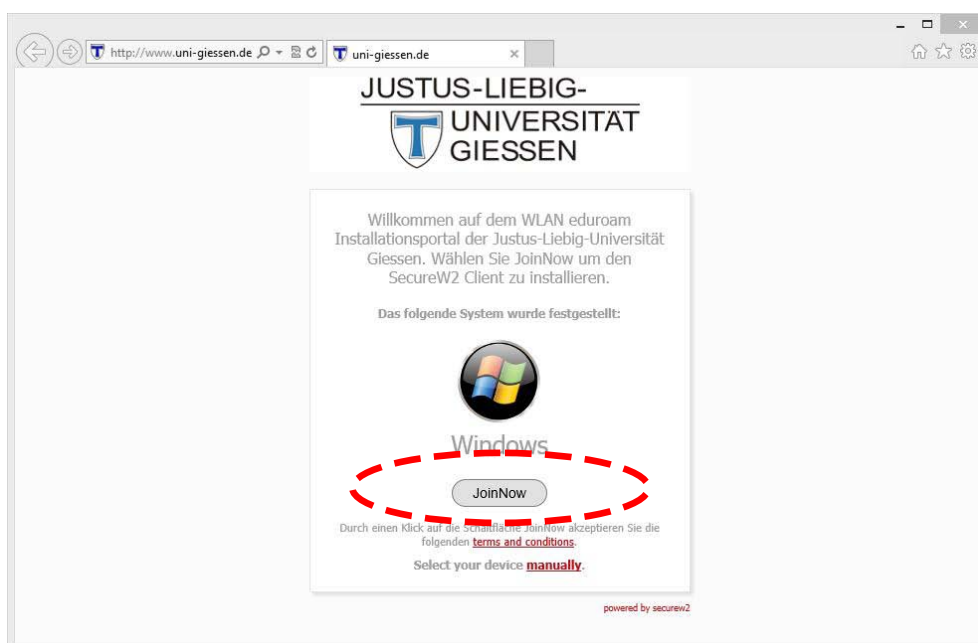 http://www.uni-giessen.de
uni-giessen.de
JUSTUS-LIEBIG-
UNIVERSITÄT
GIESSEN
Willkommen auf dem WLAN eduroam
Installationsportal der Justus-Liebig-Universität
Giessen. Wählen Sie JoinNow um den
SecureW2 Client zu installieren.
Das folgende System wurde festgestellt:
Windows
JoinNow
Durch einen Klick auf die Schaltfläche JoinNow akzeptieren Sie die
folgenden terms and conditions.
Select your device manually.
powered by securew2